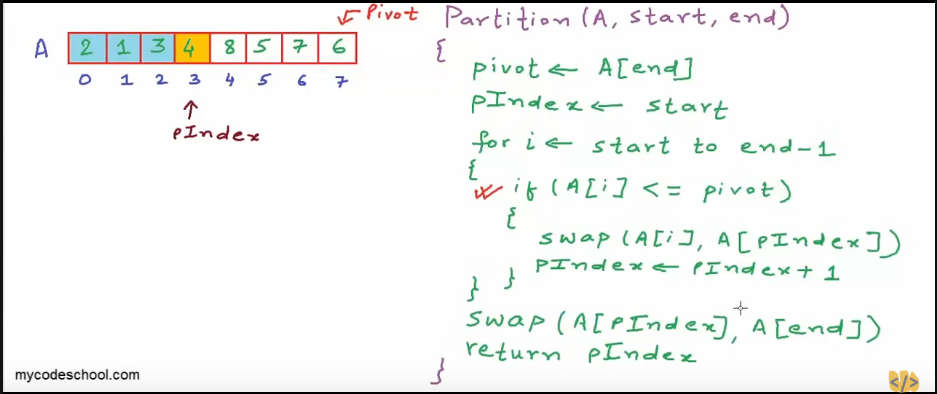 Pivot
A 2 1 3 4 8 5 7 6
0 1 2 3 4 5 6 7
pIndex
Partition (A, start, end)
{
pivot ← A[end]
pIndex ← start
for i ← start to end-1
{
if (A[i] <= pivot)
{
swap (A[i], A[pIndex])
pIndex ← pIndex + 1
} }
swap (A[pIndex], A[end])
return pIndex
}
mycodeschool.com
</>